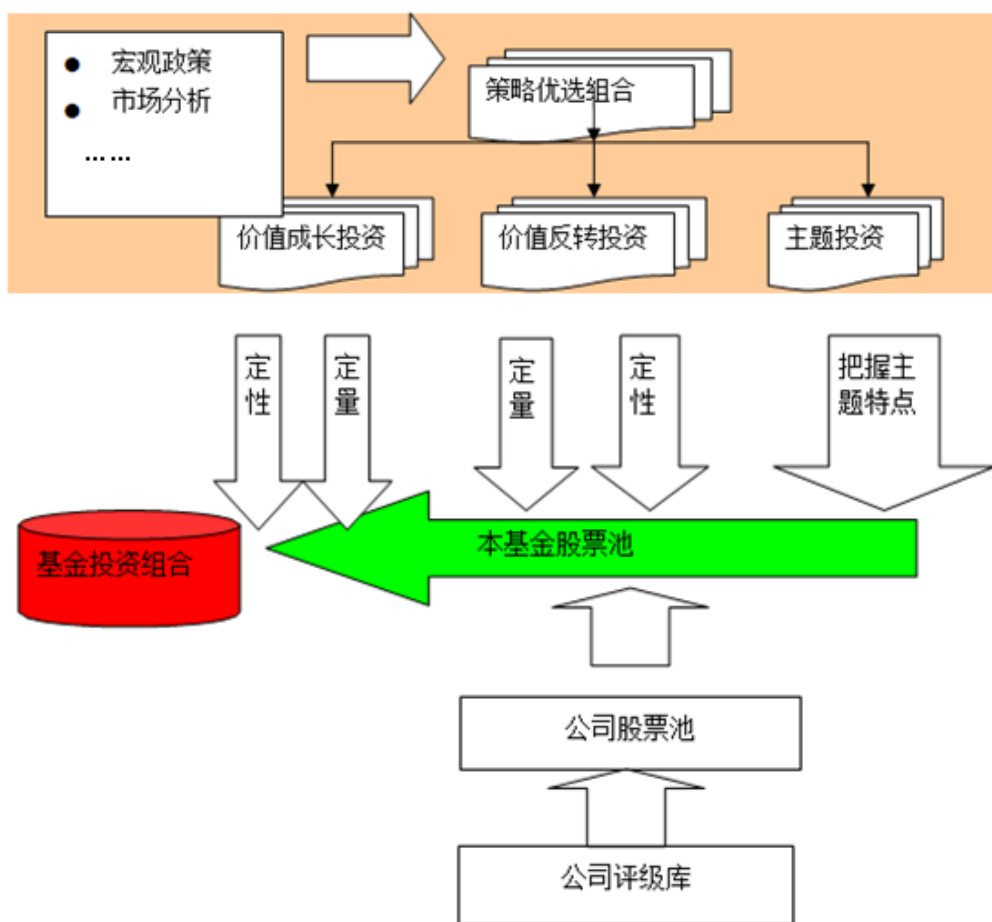 宏观政策
市场分析
……
策略优选组合
价值成长投资
价值反转投资
主题投资
定性
定量
定量
定性
把握主
题特点
基金投资组合
本基金股票池
公司股票池
公司评级库